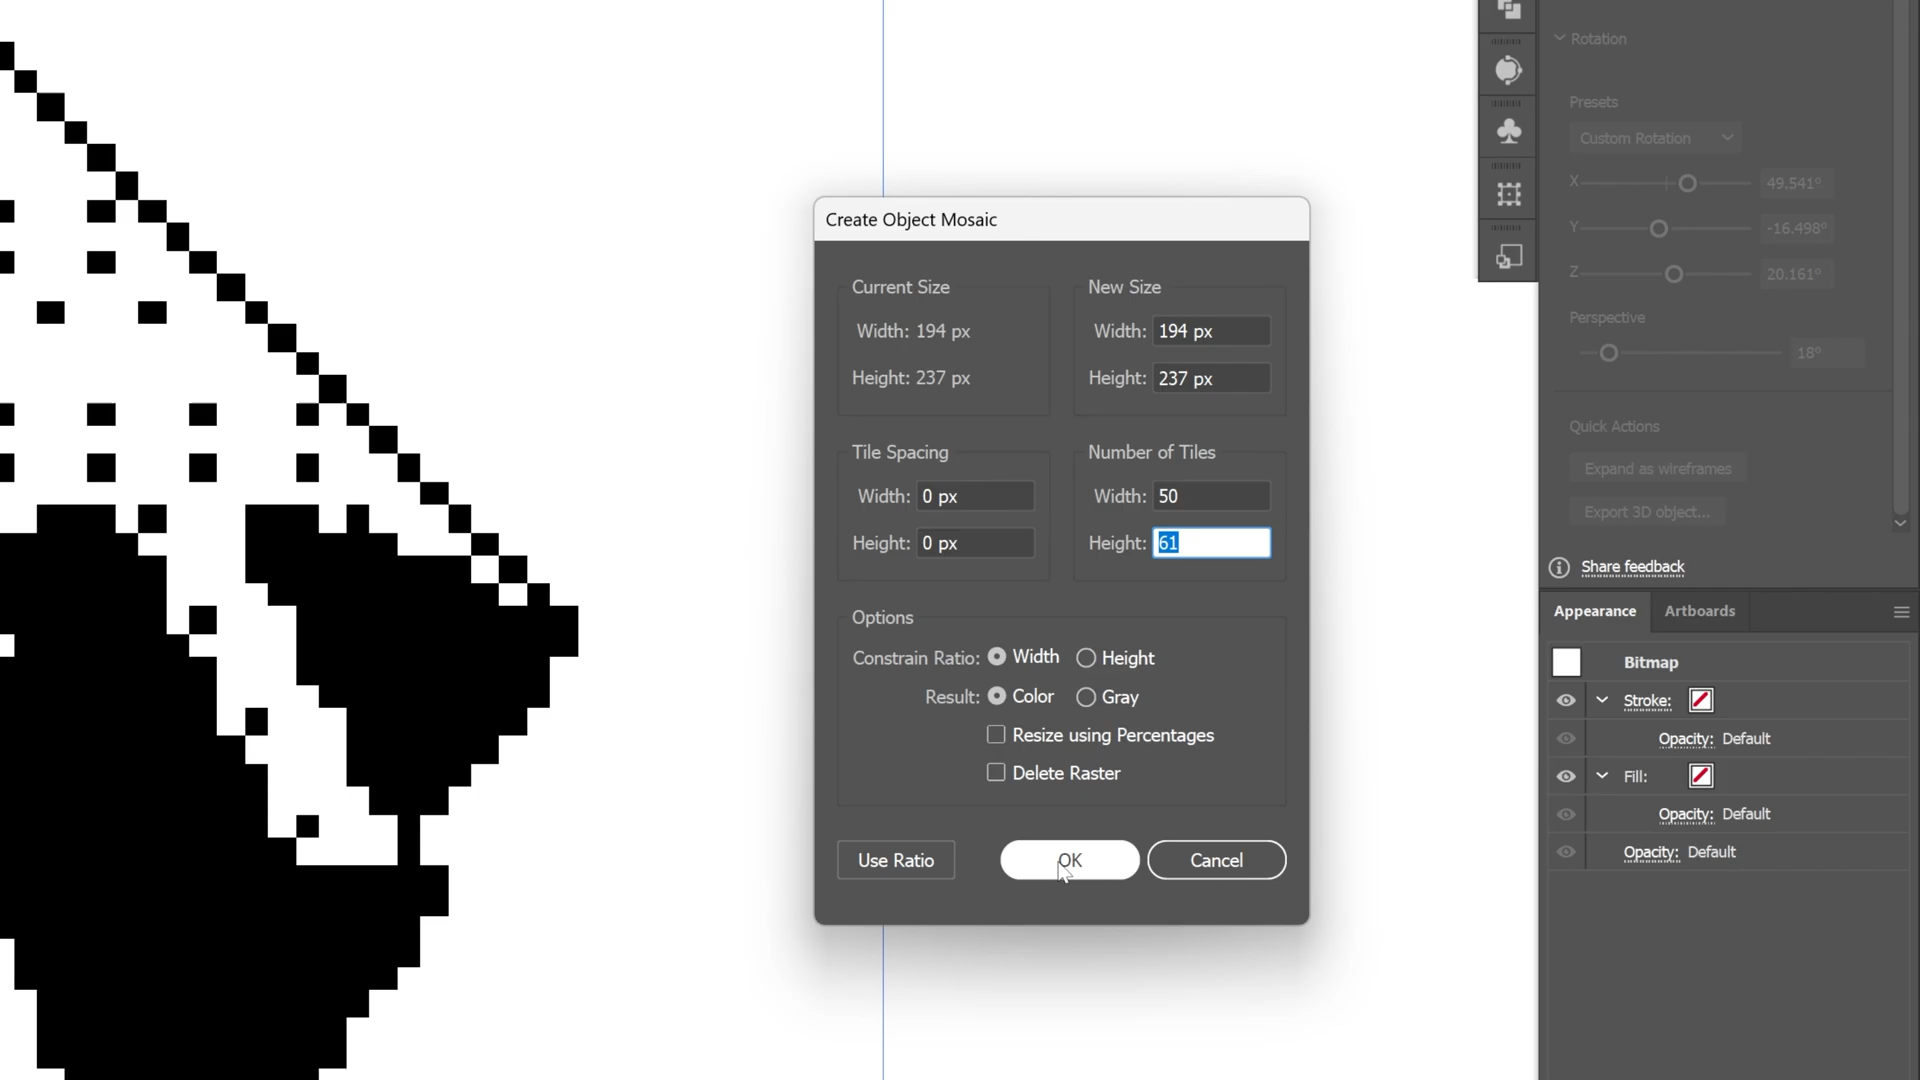 Rotation
Presets
Custom Rotation
X 49.541°
Y -16.498°
Z 20.161°
Perspective
18°
Quick Actions
Expand as wireframes
Export 3D object...
Share feedback
Create Object Mosaic
Current Size
Width: 194 px
Height: 237 px
New Size
Width: 194 px
Height: 237 px
Tile Spacing
Width: 0 px
Height: 0 px
Number of Tiles
Width: 50
Height: 61
Options
Constrain Ratio: Width Height
Result: Color Gray
Resize using Percentages
Delete Raster
Use Ratio OK Cancel
Appearance Artboards
Bitmap
Stroke:
Opacity: Default
Fill:
Opacity: Default
Opacity: Default